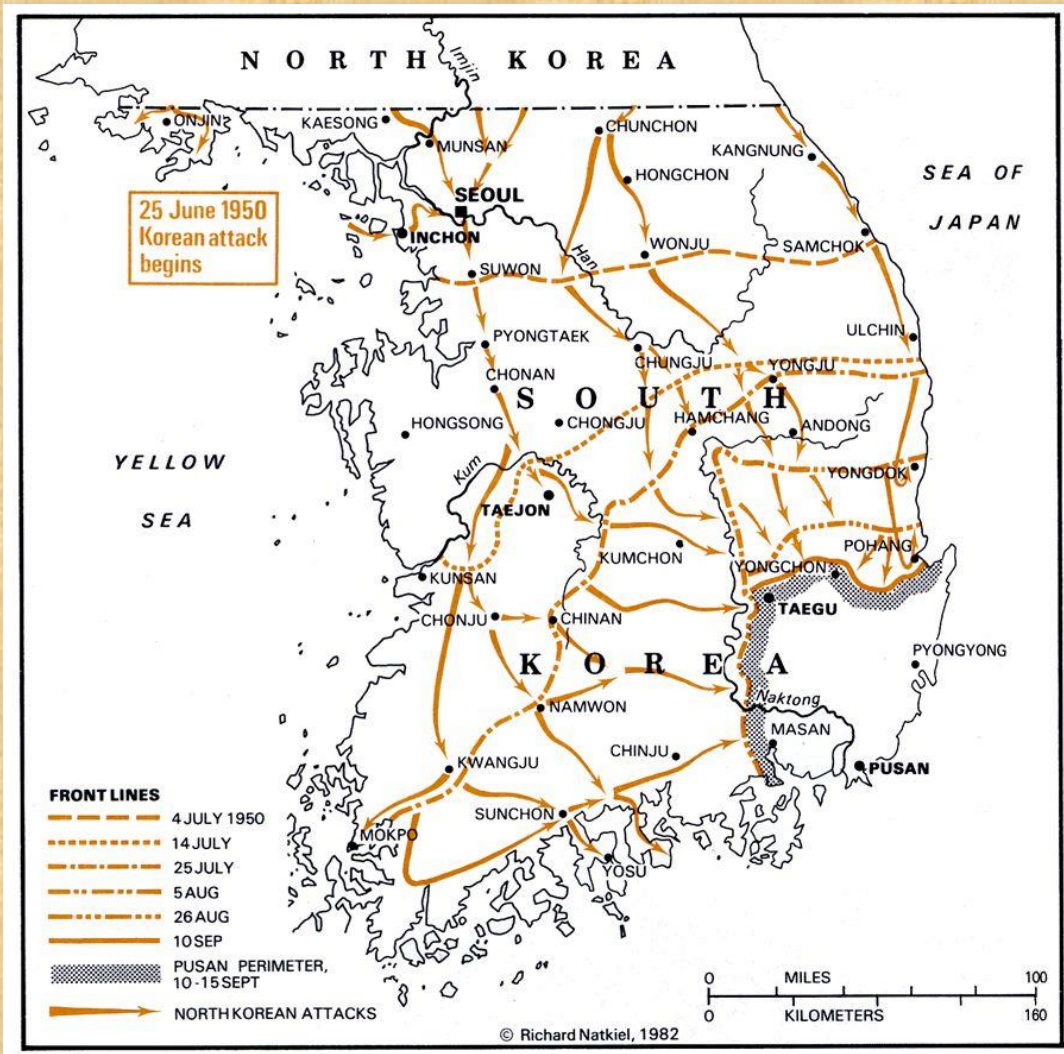 NORTH KOREA
Imjin
ONJIN
KAESONG
MUNSAN
CHUNCHON
KANGNUNG
HONGCHON
SEA OF
JAPAN
25 June 1950
Korean attack
begins
SEOUL
INCHON
Han
WONJU
SAMCHOK
SUWON
PYONGTAEK
ULCHIN
CHUNGJU
YONGJU
CHONAN
SOUTH
HONGSONG
CHONGJU
HAMCHANG
ANDONG
YELLOW
SEA
Kum
YONGDOK
TAEJON
KUMCHON
POHANG
YONGCHON
KUNSAN
TAEGU
CHONJU
CHINAN
KOREA
PYONGYONG
Naktong
NAMWON
MASAN
CHINJU
KWANGJU
PUSAN
SUNCHON
MOKPO
YOSU
FRONT LINES
4 JULY 1950
14 JULY
25 JULY
5 AUG
26 AUG
10 SEP
PUSAN PERIMETER,
10-15 SEPT
NORTH KOREAN ATTACKS
0 MILES 100
0 KILOMETERS 160
© Richard Natkiel, 1982